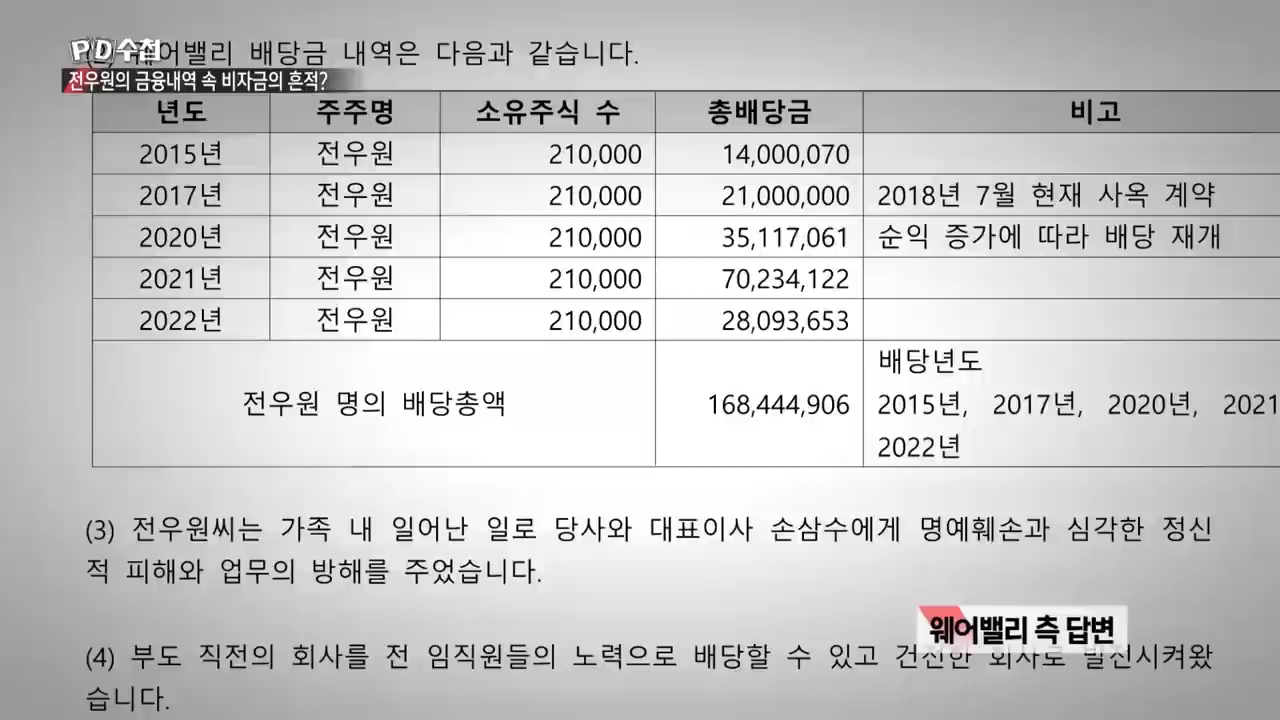 PD수첩
전우원의 금융내역 속 비자금의 흔적?
웨어밸리 배당금 내역은 다음과 같습니다.
년도 주주명 소유주식 수 총배당금 비고
2015년 전우원 210,000 14,000,070
2017년 전우원 210,000 21,000,000 2018년 7월 현재 사옥 계약
2020년 전우원 210,000 35,117,061 순익 증가에 따라 배당 재개
2021년 전우원 210,000 70,234,122
2022년 전우원 210,000 28,093,653
전우원 명의 배당총액 168,444,906 배당년도
2015년, 2017년, 2020년, 2021
2022년
(3) 전우원씨는 가족 내 일어난 일로 당사와 대표이사 손삼수에게 명예훼손과 심각한 정신
적 피해와 업무의 방해를 주었습니다.
웨어밸리 측 답변
(4) 부도 직전의 회사를 전 임직원들의 노력으로 배당할 수 있고 건전한 회사로 발전시켜왔
습니다.